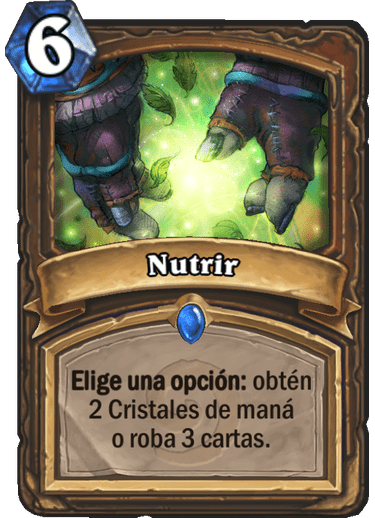 6
Nutrir
Elige una opción: obtén
2 Cristales de maná
o roba 3 cartas.